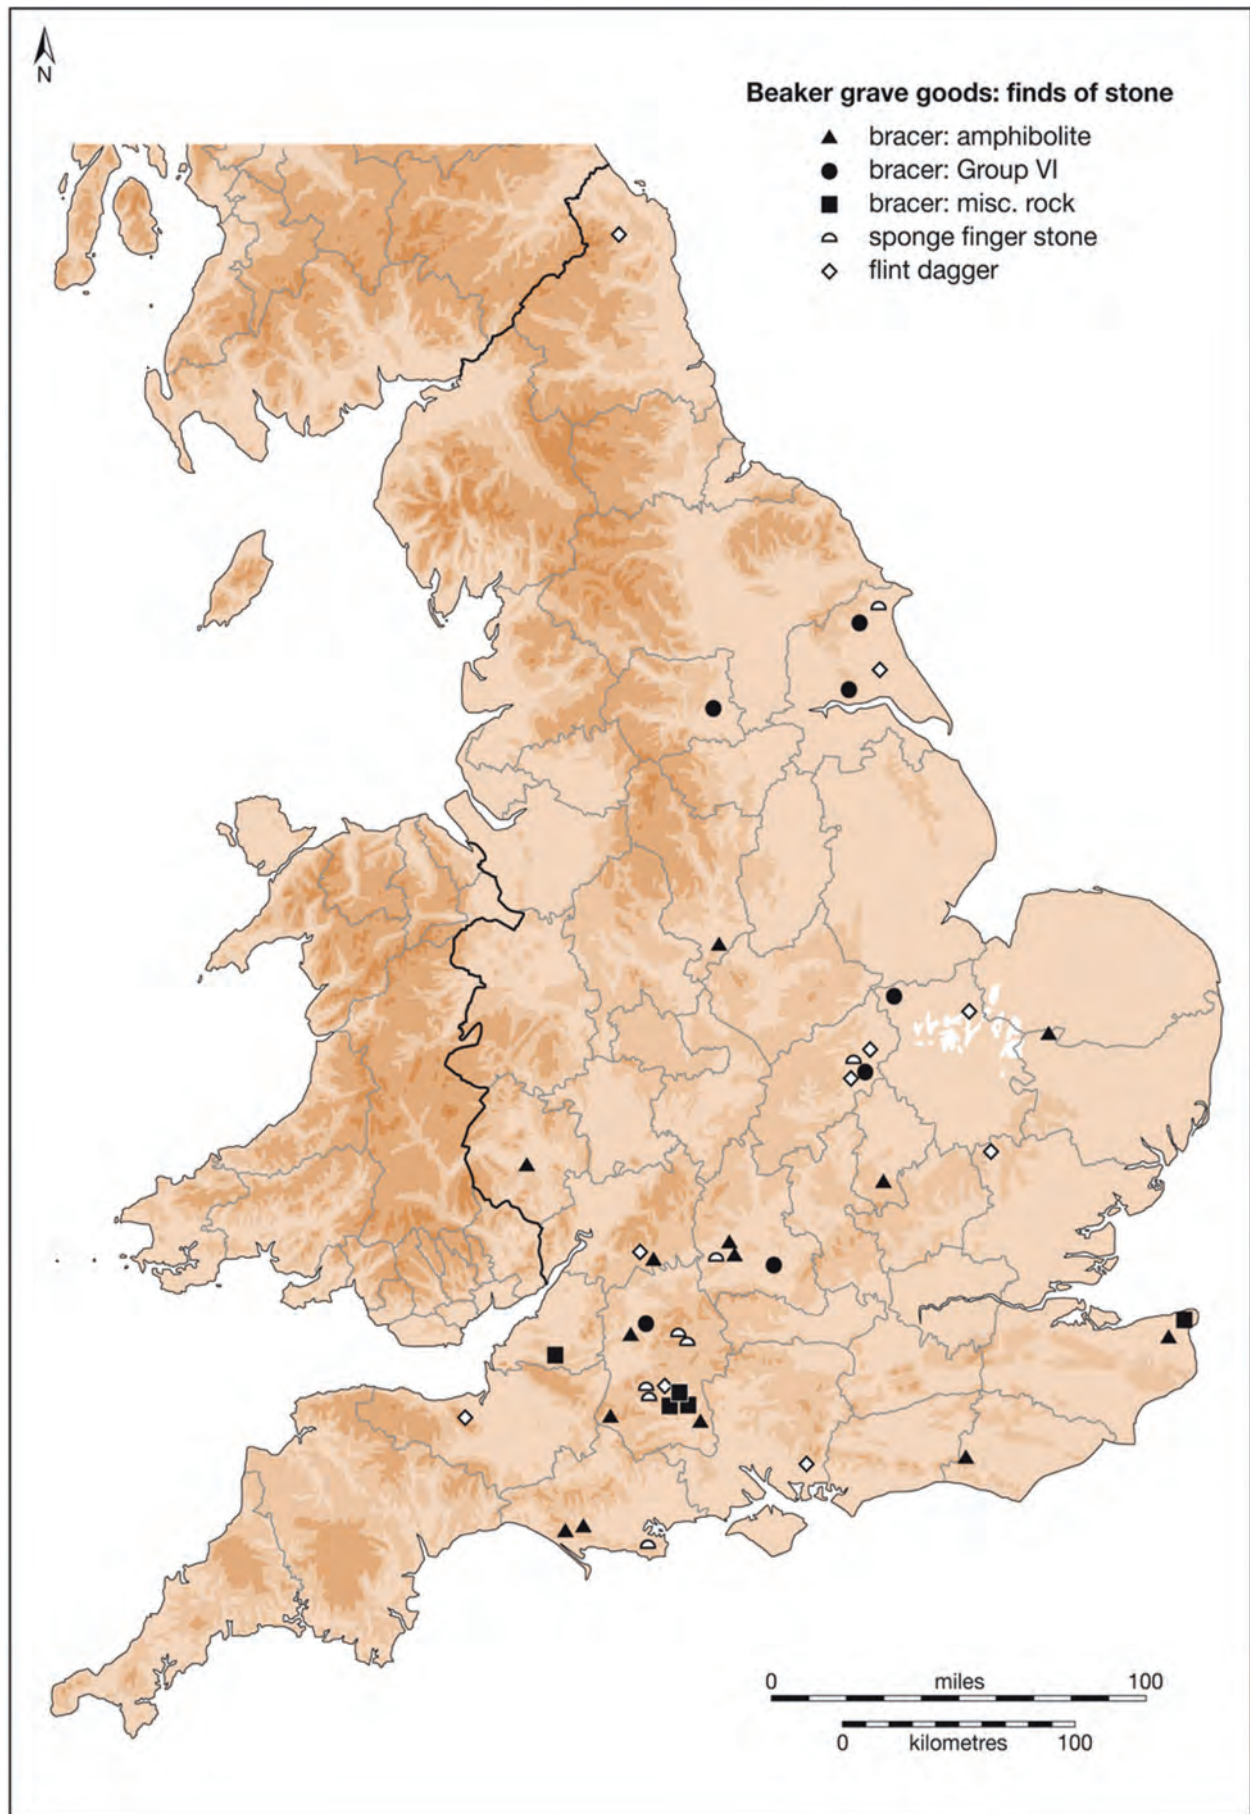 N
Beaker grave goods: finds of stone
bracer: amphibolite
bracer: Group VI
bracer: misc. rock
sponge finger stone
flint dagger
0 miles 100
0 kilometres 100